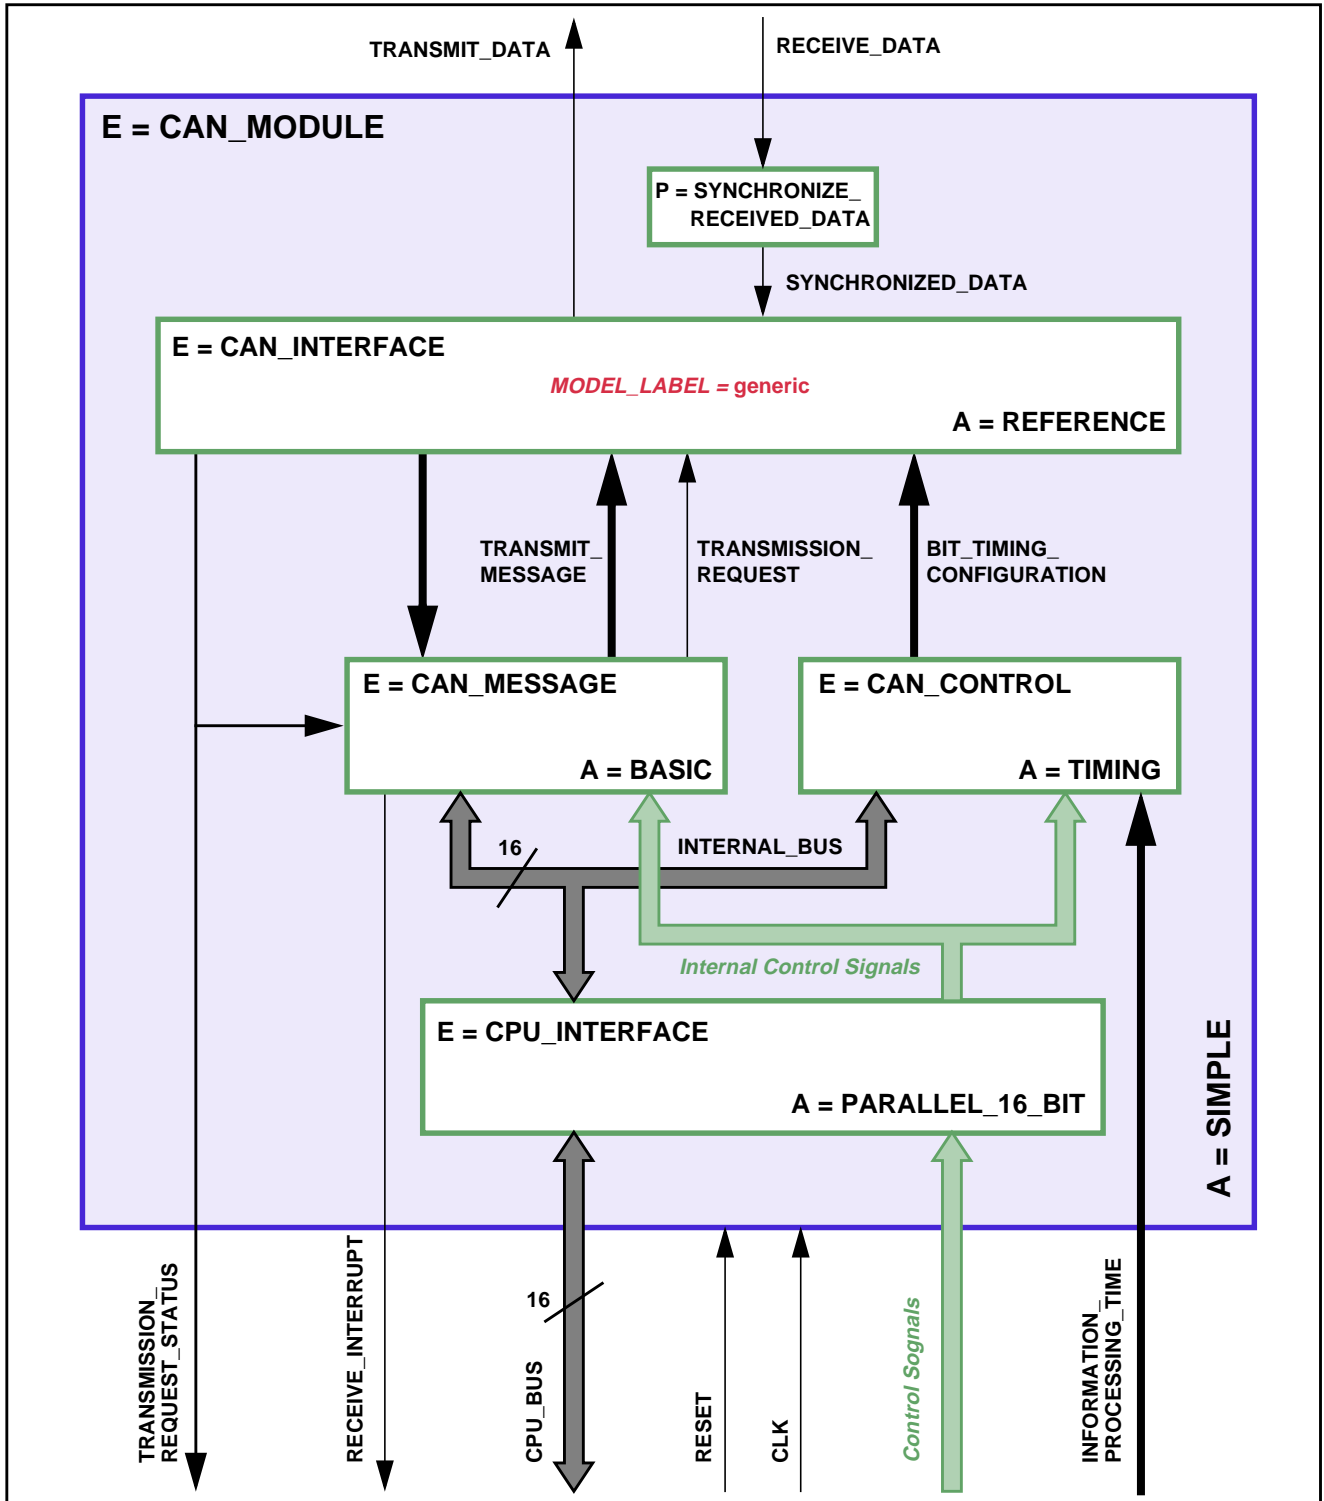 TRANSMIT_DATA
RECEIVE_DATA
E = CAN_MODULE
P = SYNCHRONIZE_
RECEIVED_DATA
SYNCHRONIZED_DATA
E = CAN_INTERFACE
MODEL_LABEL = generic
A = REFERENCE
TRANSMIT_
MESSAGE
TRANSMISSION_
REQUEST
BIT_TIMING_
CONFIGURATION
E = CAN_MESSAGE
A = BASIC
E = CAN_CONTROL
A = TIMING
16
INTERNAL_BUS
Internal Control Signals
E = CPU_INTERFACE
A = PARALLEL_16_BIT
A = SIMPLE
TRANSMISSION_
REQUEST_STATUS
RECEIVE_INTERRUPT
16
CPU_BUS
RESET
CLK
Control Sognals
INFORMATION_
PROCESSING_TIME